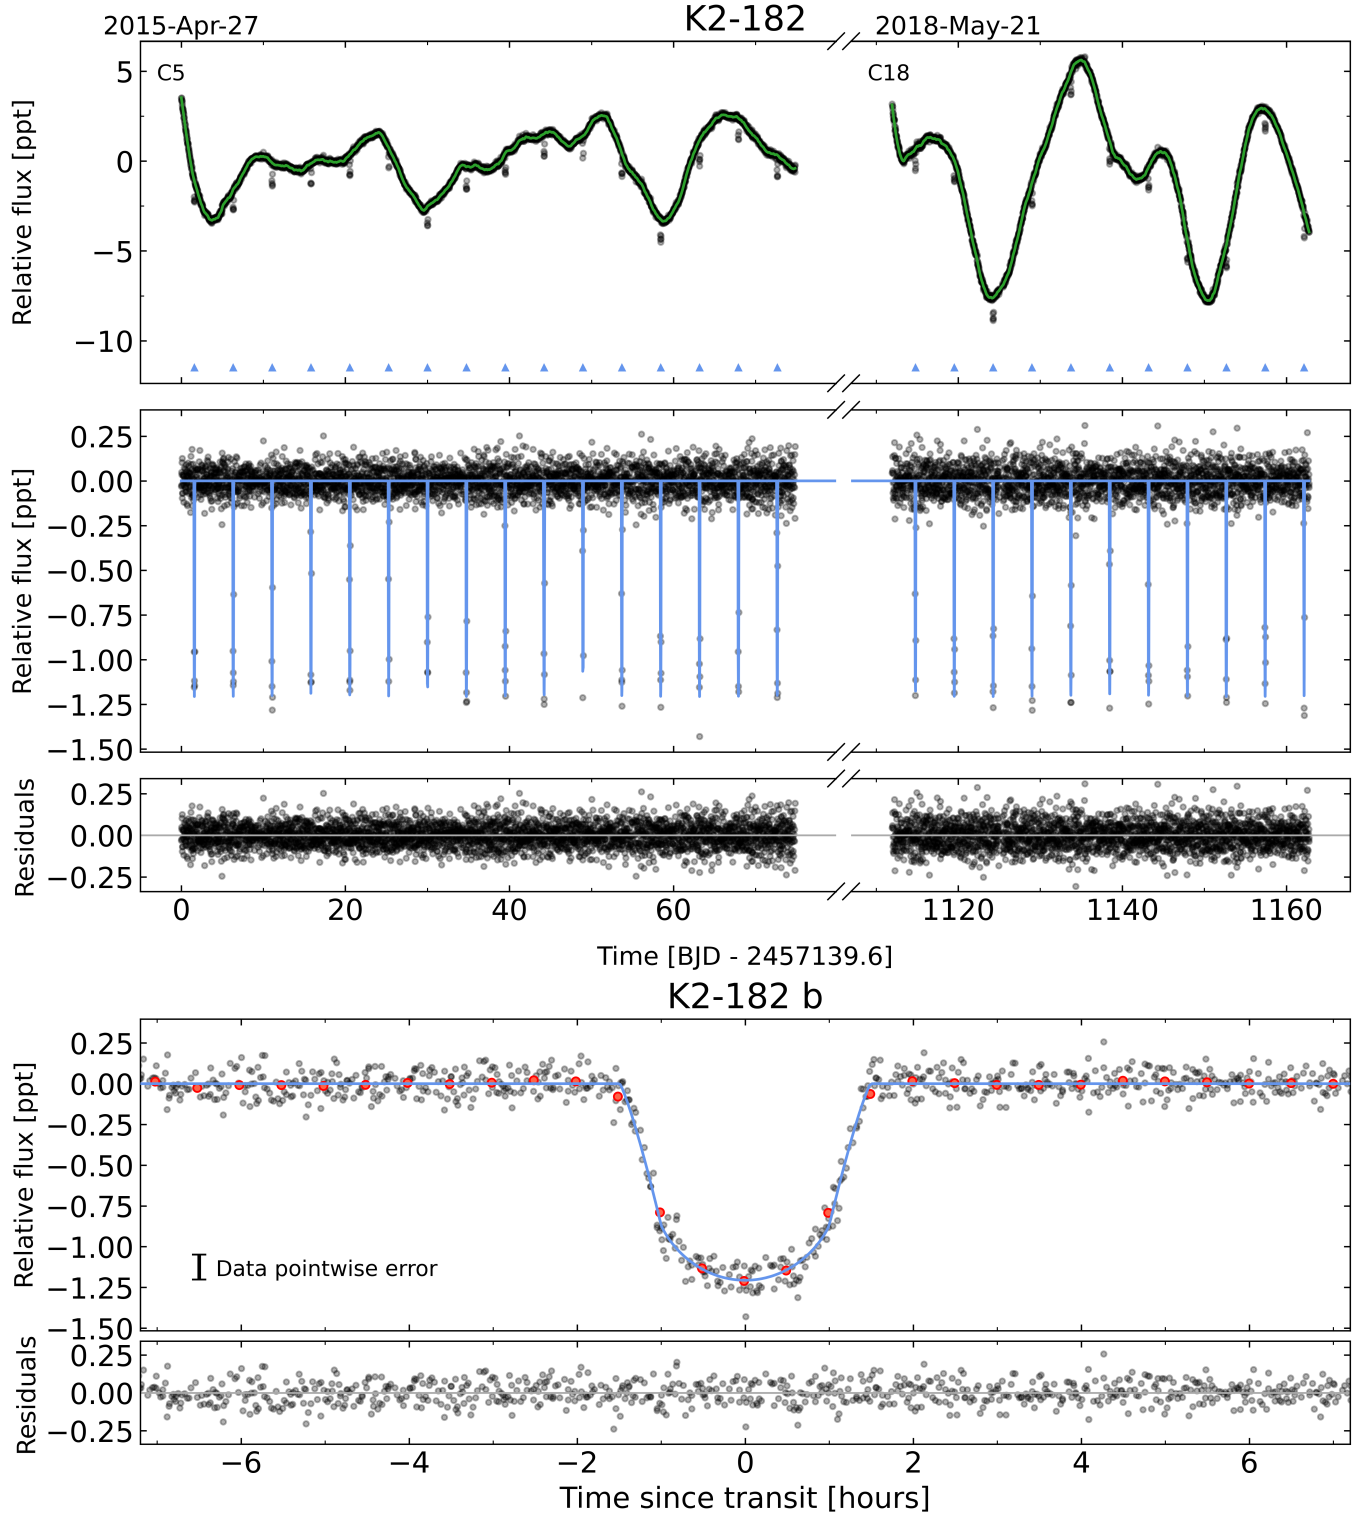 K2-182
2015-Apr-27
2018-May-21
C5
C18
Relative flux [ppt]
5
0
−5
−10
Relative flux [ppt]
0.25
0.00
−0.25
−0.50
−0.75
−1.00
−1.25
−1.50
Residuals
0.25
0.00
−0.25
0 20 40 60 1120 1140 1160
Time [BJD - 2457139.6]
K2-182 b
Relative flux [ppt]
0.25
0.00
−0.25
−0.50
−0.75
−1.00
−1.25
−1.50
Data pointwise error
Residuals
0.25
0.00
−0.25
−6 −4 −2 0 2 4 6
Time since transit [hours]